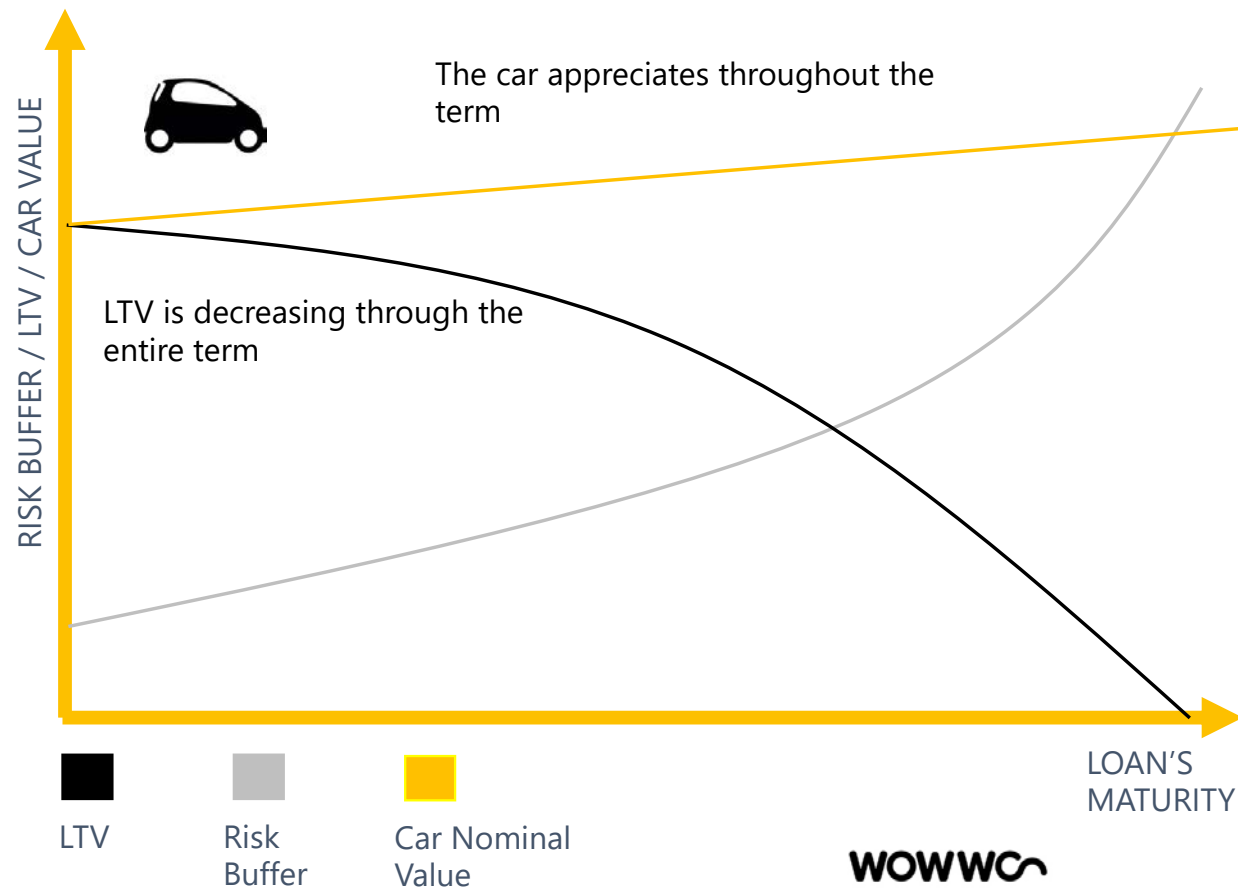 The car appreciates throughout the
term
RISK BUFFER / LTV / CAR VALUE
LTV is decreasing through the
entire term
LOAN'S
MATURITY
LTV
Risk
Buffer
Car Nominal
Value
WOWWO